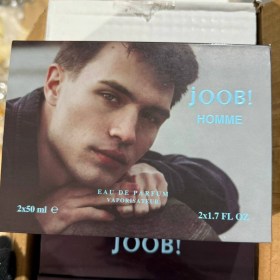 JOOB!
HOMME
EAU DE PARFUM
VAPORISATEUR
2x50 ml e
2x1.7 FL OZ.
JOOB!